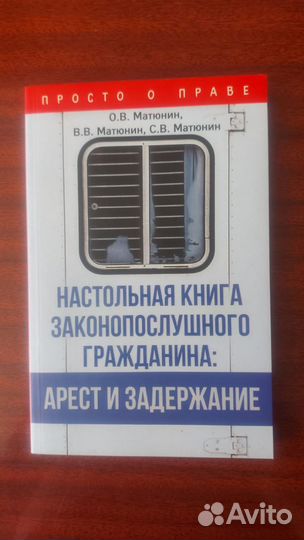 ПРОСТО О ПРАВЕ
О.В. Матюнин,
В.В. Матюнин, С.В. Матюнин
НАСТОЛЬНАЯ КНИГА
ЗАКОНОПОСЛУШНОГО
ГРАЖДАНИНА:
АРЕСТ И ЗАДЕРЖАНИЕ
Avito